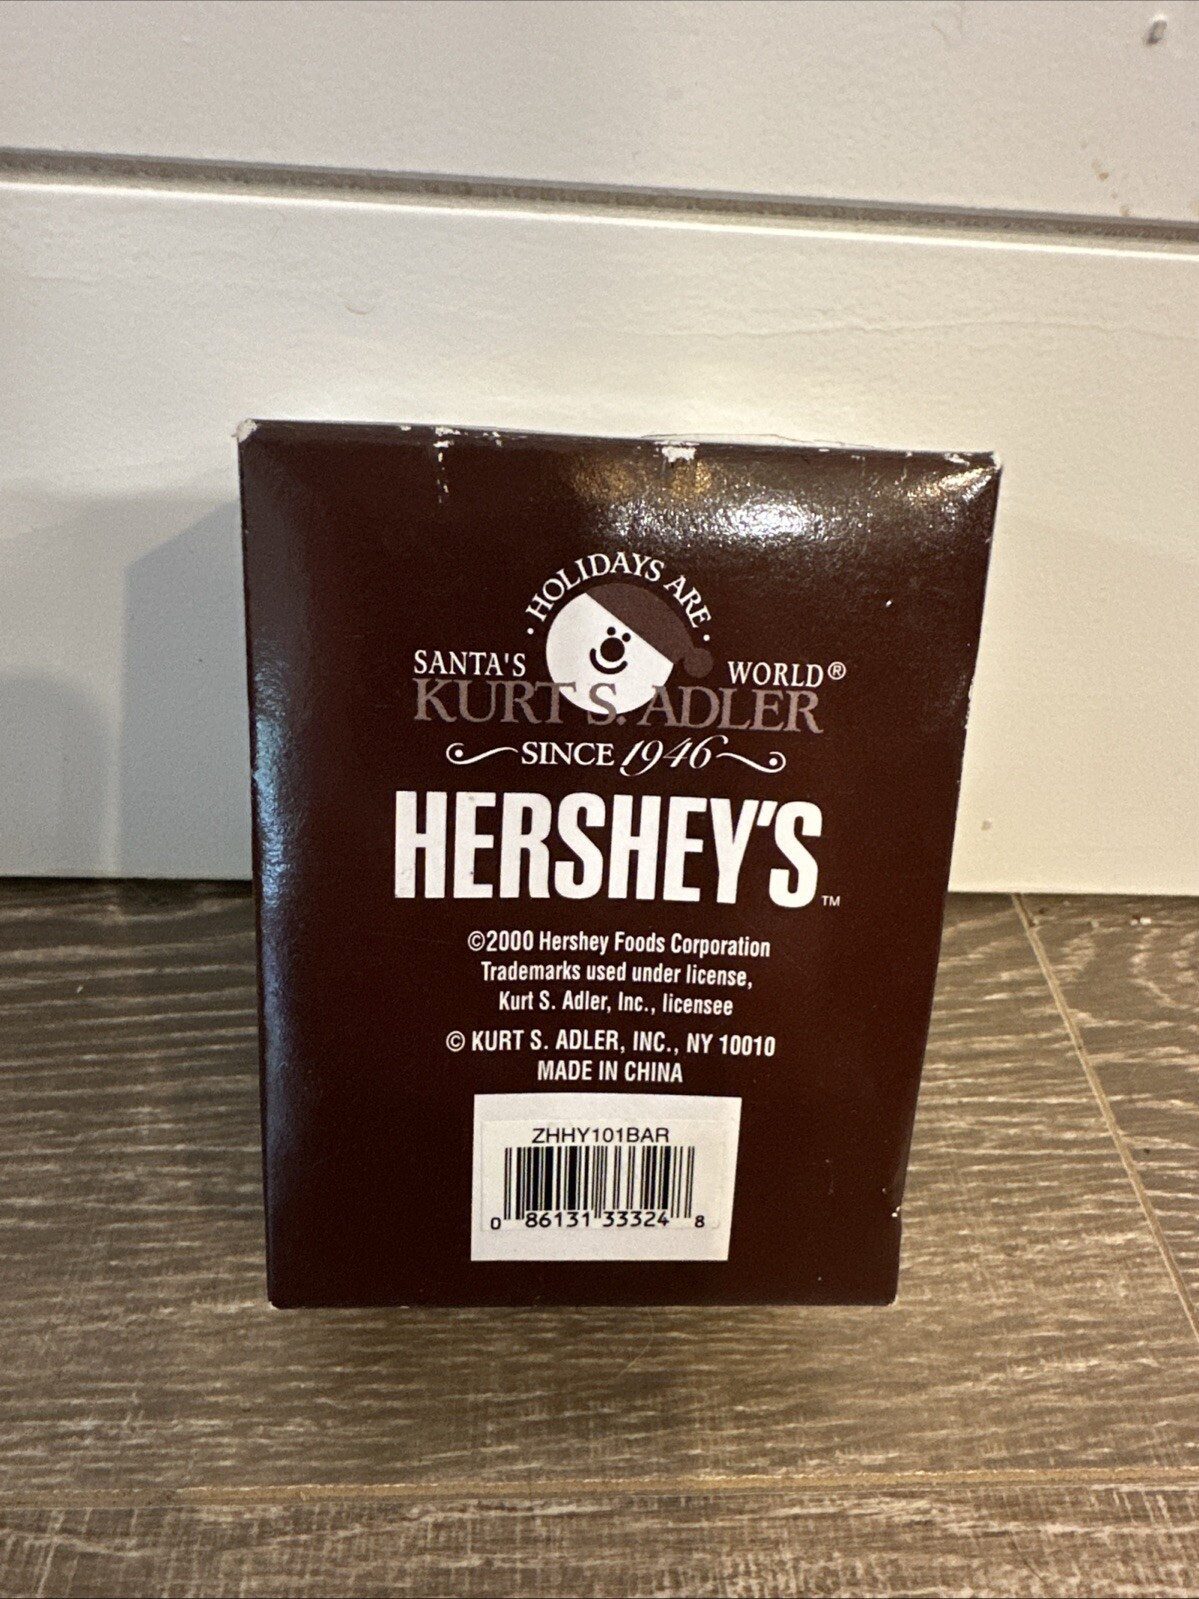 · HOLIDAYS ARE ·
SANTA'S WORLD®
KURT S. ADLER
SINCE 1946
HERSHEY'S™
©2000 Hershey Foods Corporation
Trademarks used under license,
Kurt S. Adler, Inc., licensee
© KURT S. ADLER, INC., NY 10010
MADE IN CHINA
ZHHY101BAR
0 86131 33324 8